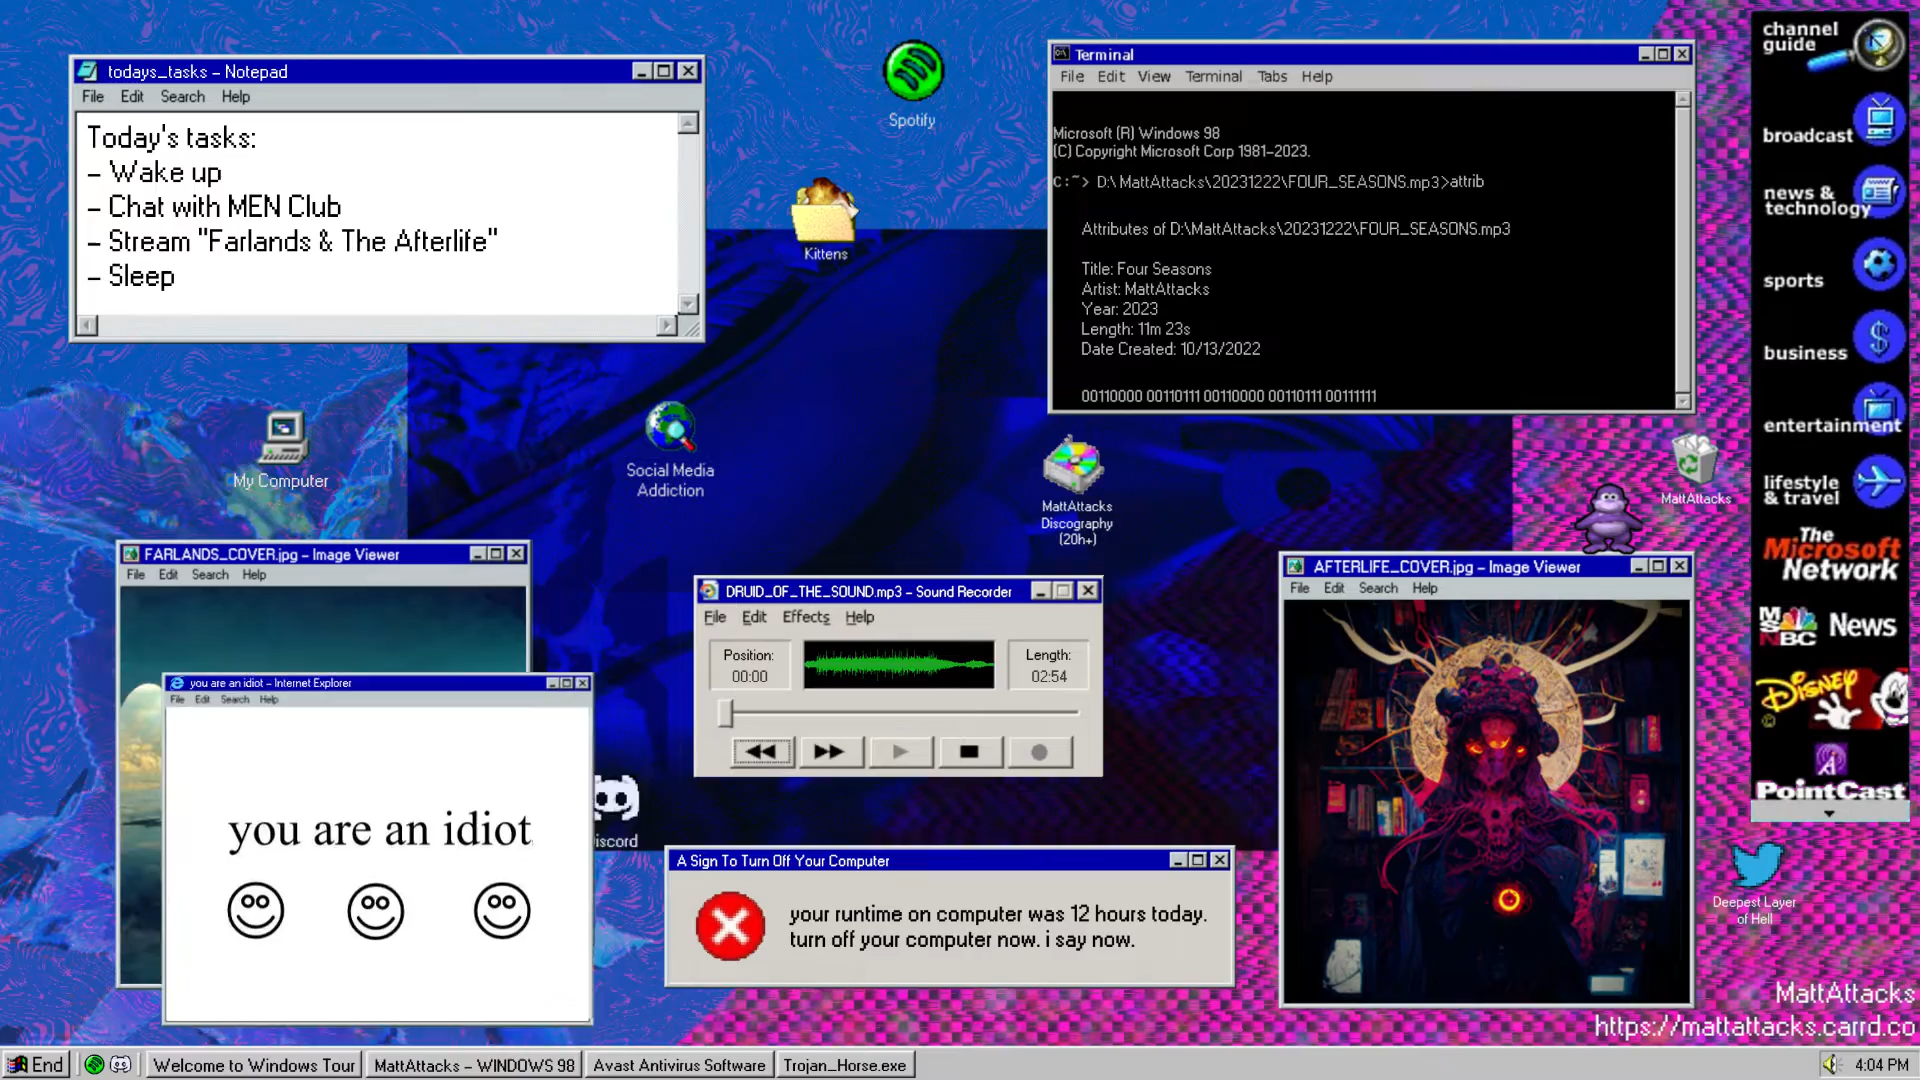 todays_tasks – Notepad
File Edit Search Help
Today's tasks:
– Wake up
– Chat with MEN Club
– Stream "Farlands & The Afterlife"
– Sleep
Spotify
Kittens
Terminal
File Edit View Terminal Tabs Help
Microsoft (R) Windows 98
(C) Copyright Microsoft Corp 1981–2023.
C:~> D:\MattAttacks\20231222\FOUR_SEASONS.mp3>attrib
Attributes of D:\MattAttacks\20231222\FOUR_SEASONS.mp3
Title: Four Seasons
Artist: MattAttacks
Year: 2023
Length: 11m 23s
Date Created: 10/13/2022
00110000 00110111 00110000 00110111 00111111
channel
guide
broadcast
news &
technology
sports
business
entertainment
lifestyle
& travel
The
Microsoft
Network
MSNBC News
Disney
PointCast
My Computer
Social Media
Addiction
MattAttacks
Discography
(20h+)
MattAttacks
FARLANDS_COVER.jpg – Image Viewer
File Edit Search Help
you are an idiot – Internet Explorer
File Edit Search Help
you are an idiot
iscord
DRUID_OF_THE_SOUND.mp3 – Sound Recorder
File Edit Effects Help
Position:
00:00
Length:
02:54
A Sign To Turn Off Your Computer
your runtime on computer was 12 hours today.
turn off your computer now. i say now.
AFTERLIFE_COVER.jpg – Image Viewer
File Edit Search Help
Deepest Layer
of Hell
MattAttacks
https://mattattacks.carrd.co
End
Welcome to Windows Tour
MattAttacks – WINDOWS 98
Avast Antivirus Software
Trojan_Horse.exe
4:04 PM